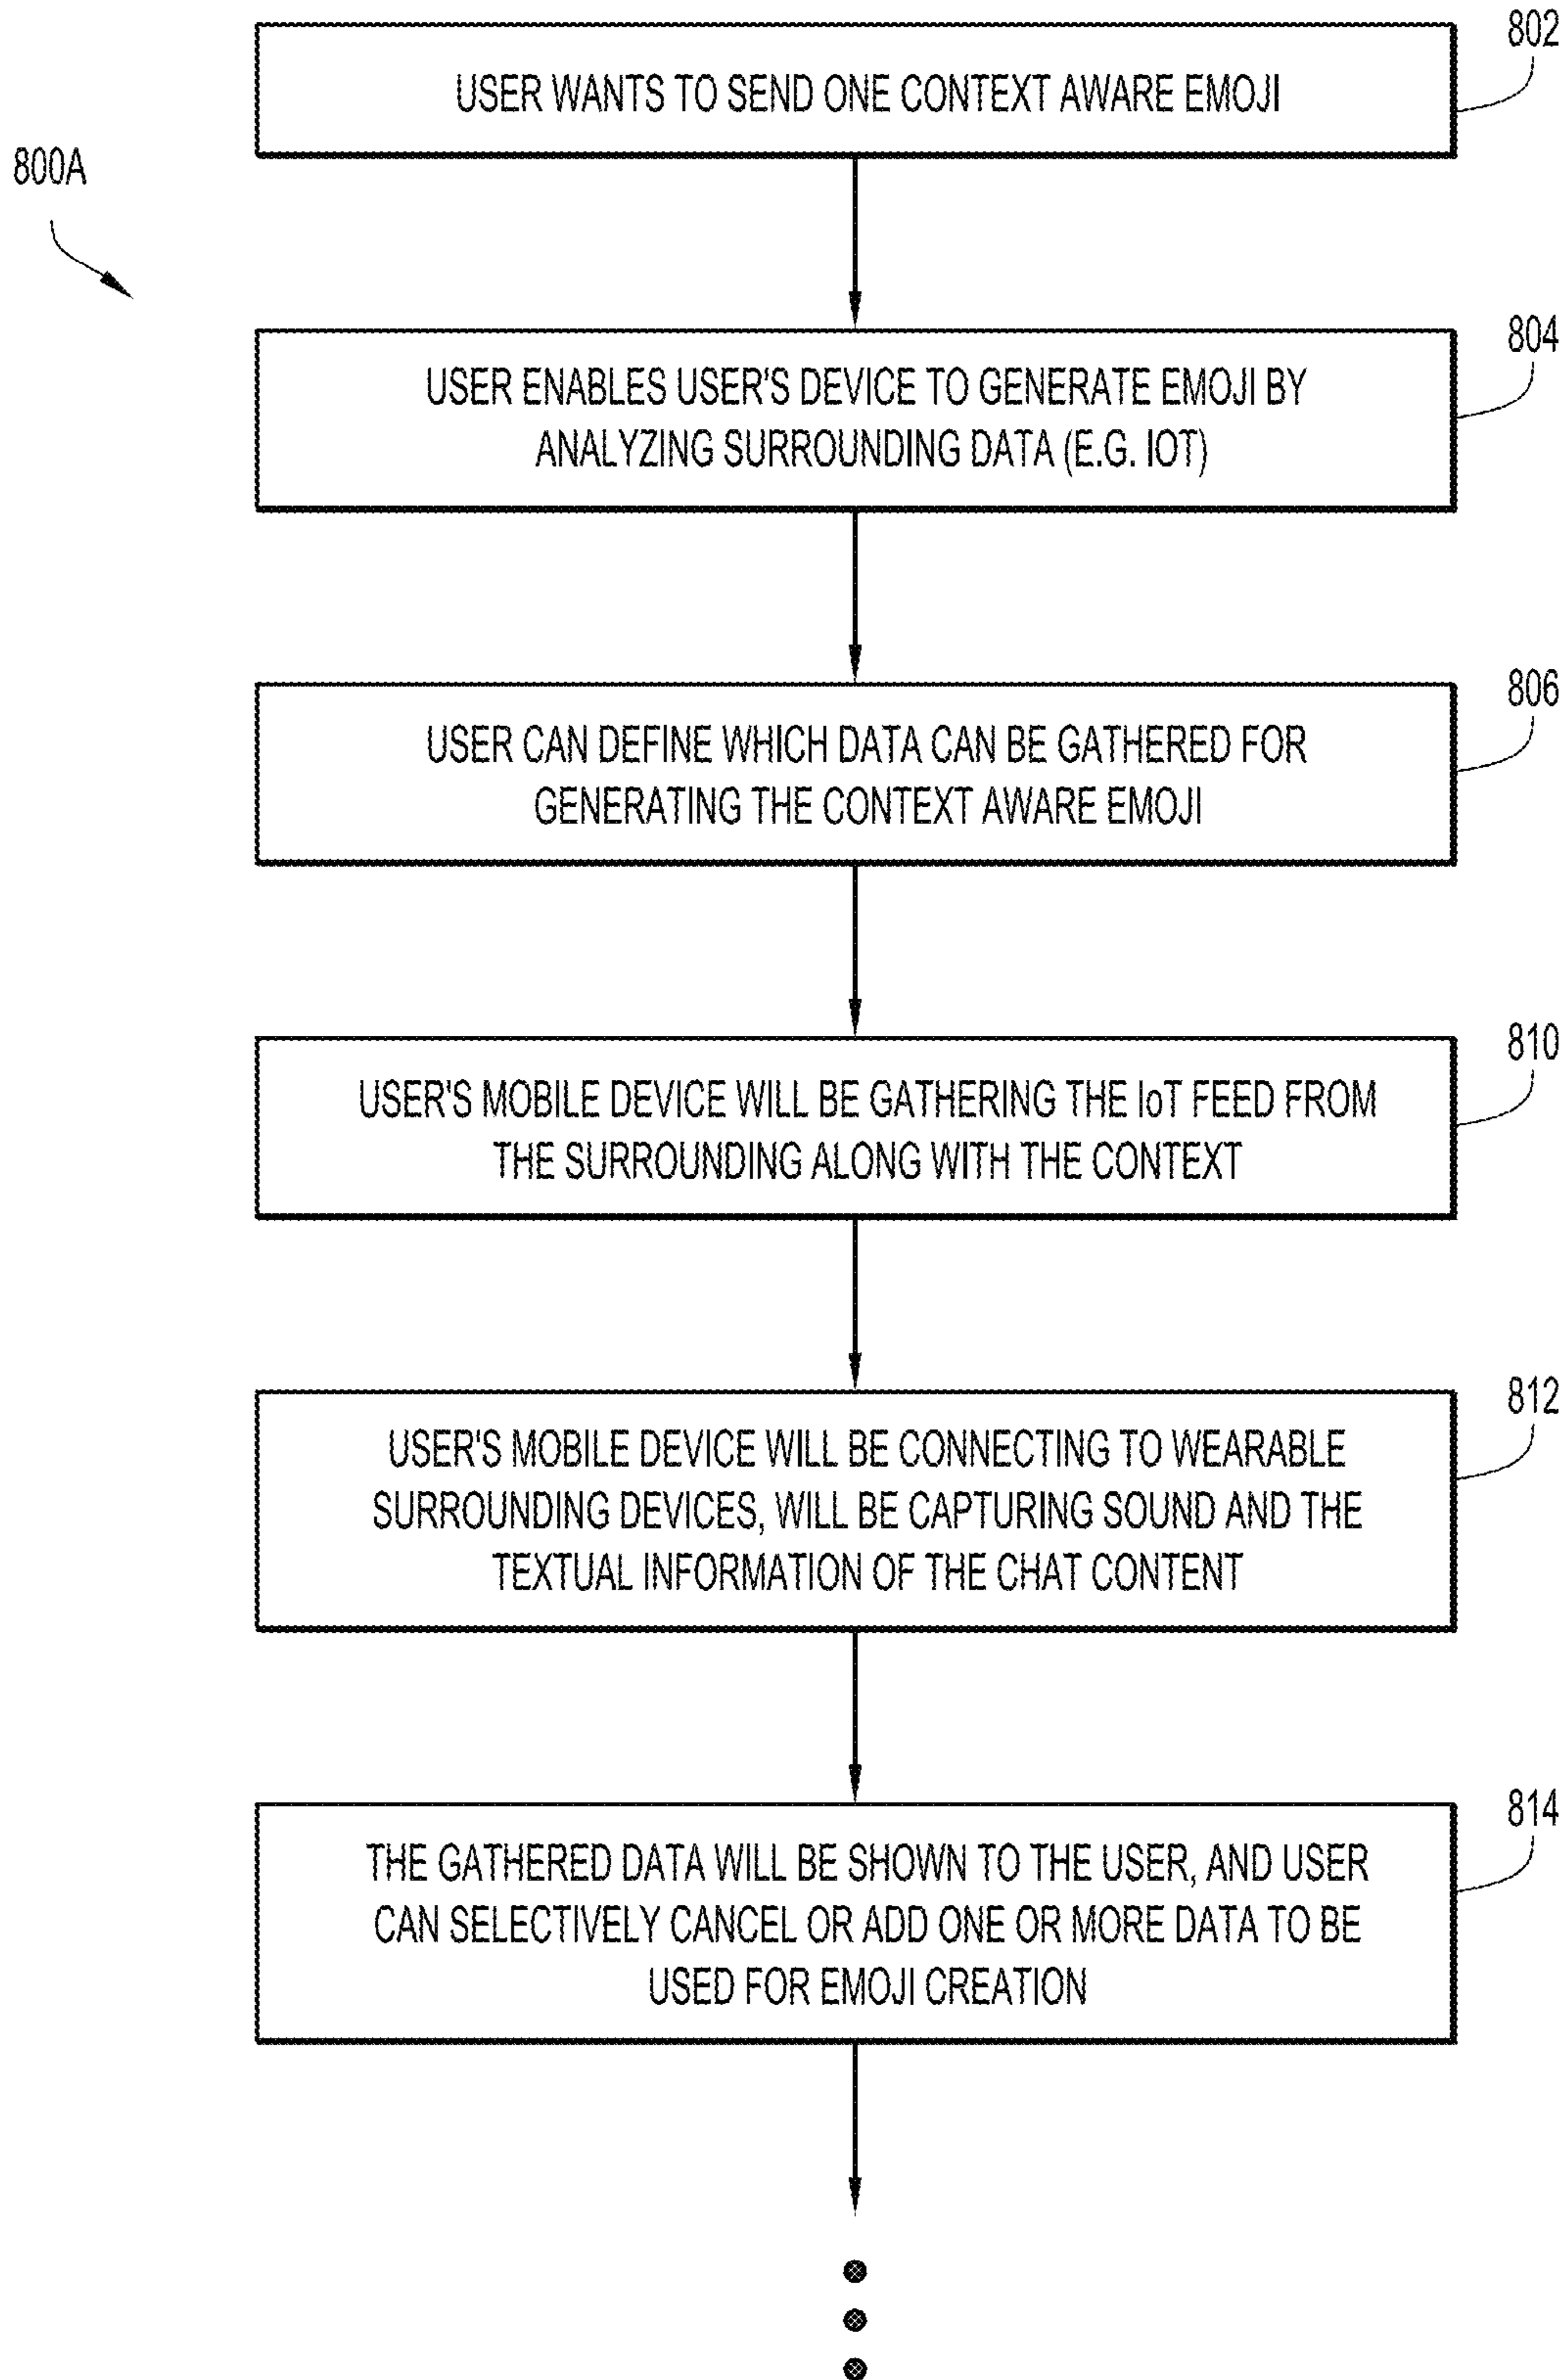 802
USER WANTS TO SEND ONE CONTEXT AWARE EMOJI
800A
804
USER ENABLES USER'S DEVICE TO GENERATE EMOJI BY
ANALYZING SURROUNDING DATA (E.G. IOT)
806
USER CAN DEFINE WHICH DATA CAN BE GATHERED FOR
GENERATING THE CONTEXT AWARE EMOJI
810
USER'S MOBILE DEVICE WILL BE GATHERING THE IoT FEED FROM
THE SURROUNDING ALONG WITH THE CONTEXT
812
USER'S MOBILE DEVICE WILL BE CONNECTING TO WEARABLE
SURROUNDING DEVICES, WILL BE CAPTURING SOUND AND THE
TEXTUAL INFORMATION OF THE CHAT CONTENT
814
THE GATHERED DATA WILL BE SHOWN TO THE USER, AND USER
CAN SELECTIVELY CANCEL OR ADD ONE OR MORE DATA TO BE
USED FOR EMOJI CREATION